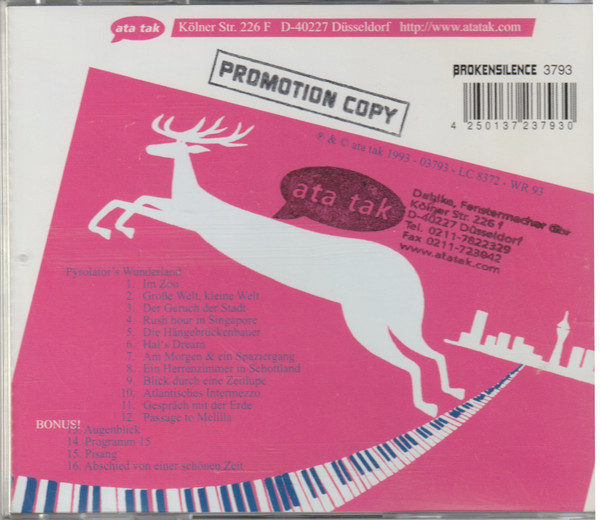 ata tak Kölner Str. 226 F D-40227 Düsseldorf http://www.atatak.com
PROMOTION COPY
BROKENSILENCE 3793
4 250137 237930
℗ & © ata tak 1993 - 03793 - LC 8372 - WR 93
ata tak
Dahlke, Fenstermacher GbR
Kölner Str. 226 f
D-40227 Düsseldorf
Tel. 0211-7822329
Fax 0211-723042
www.atatak.com
Pyrolator's Wunderland
1. Im Zoo
2. Große Welt, kleine Welt
3. Der Geruch der Stadt
4. Rush hour in Singapore
5. Die Hängebrückenbauer
6. Hai's Dream
7. Am Morgen & ein Spaziergang
8. Ein Herrenzimmer in Schottland
9. Blick durch eine Zeitlupe
10. Atlantisches Intermezzo
11. Gespräch mit der Erde
12. Passage to Melilla
BONUS!
13. Augenblick
14. Programm 15
15. Pisang
16. Abschied von einer schönen Zeit